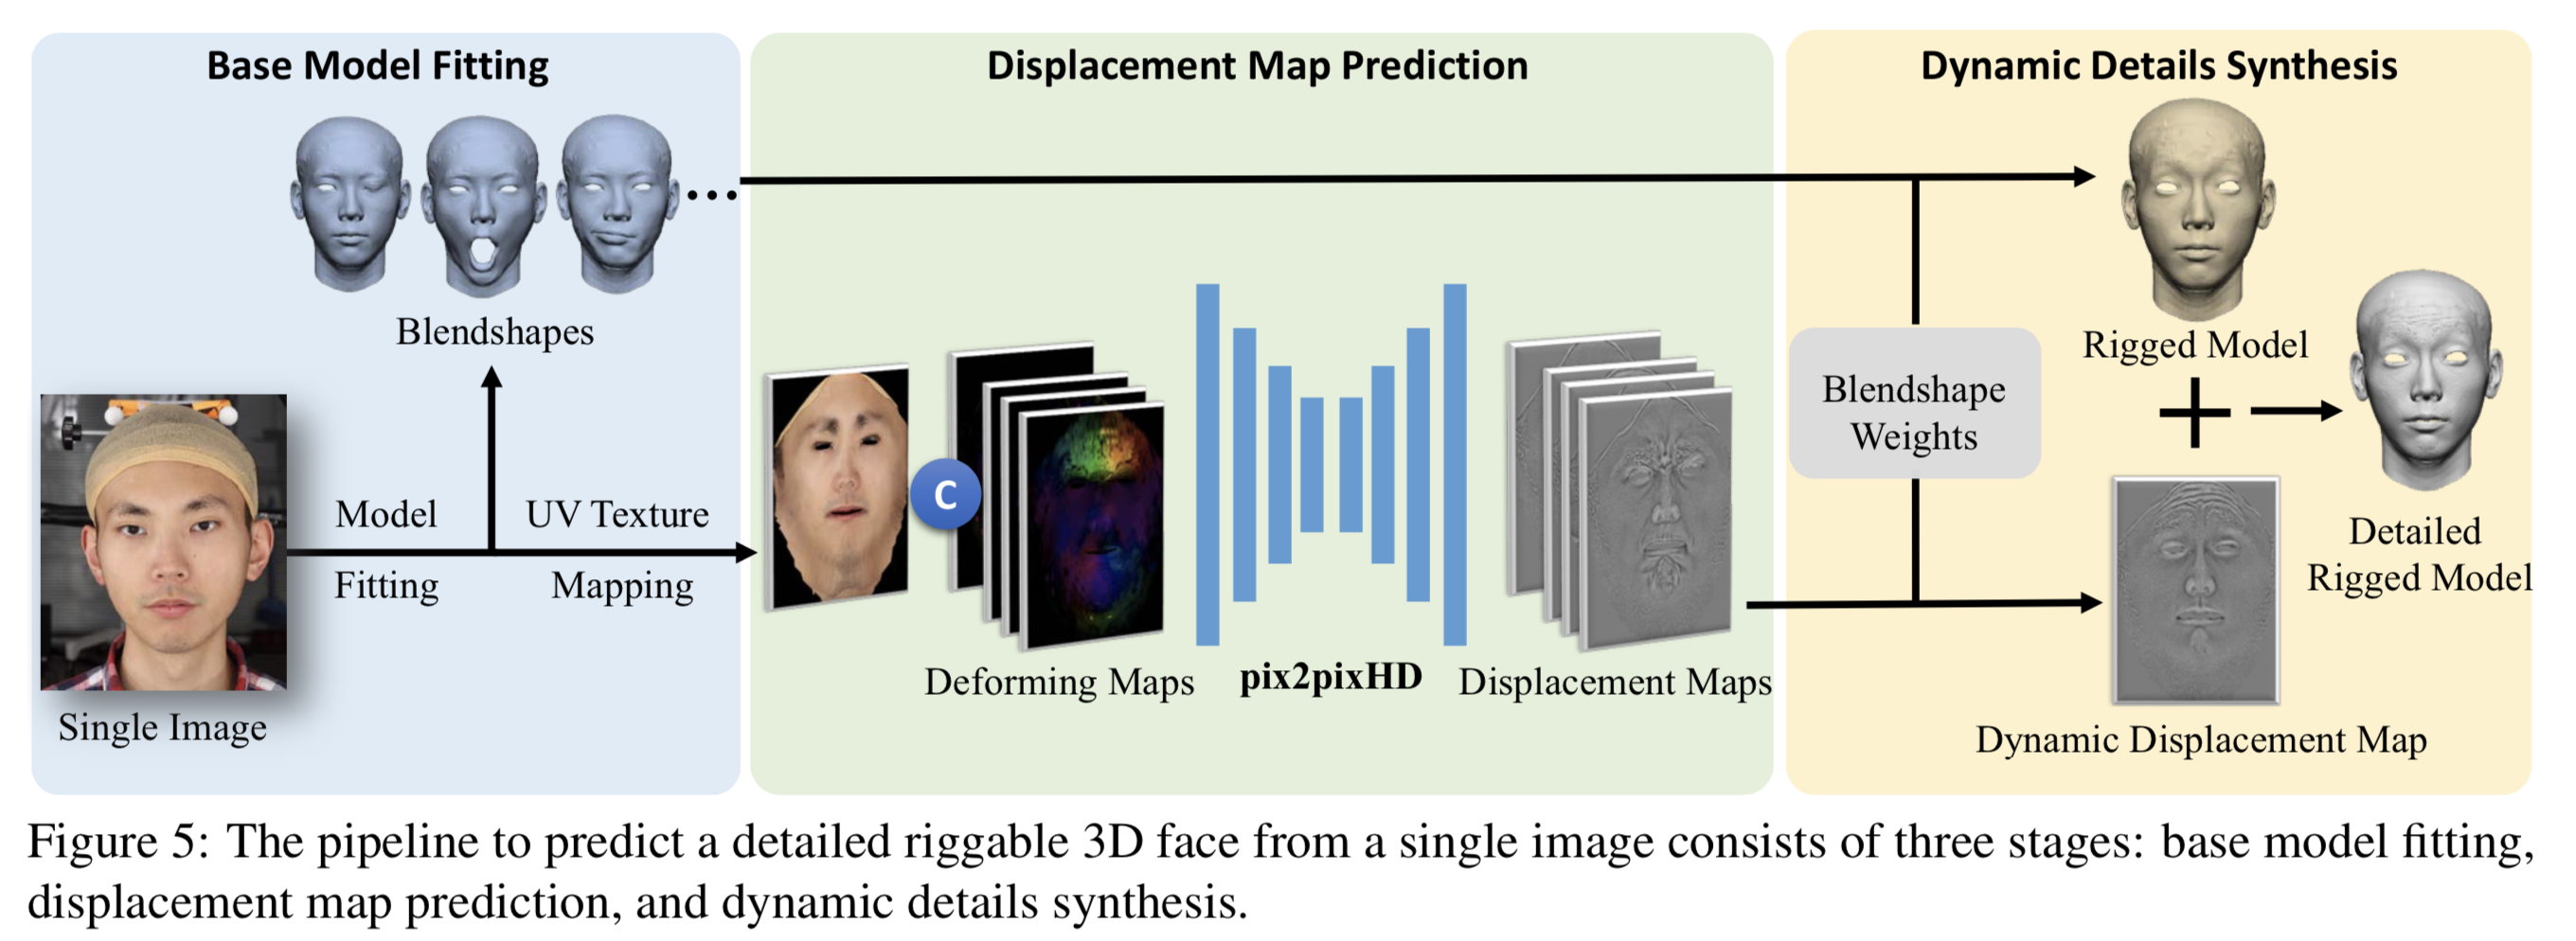 Base Model Fitting
Displacement Map Prediction
Dynamic Details Synthesis
Blendshapes
Model
Fitting
UV Texture
Mapping
Single Image
C
Deforming Maps
pix2pixHD
Displacement Maps
Blendshape
Weights
Rigged Model
Detailed
Rigged Model
Dynamic Displacement Map
Figure 5: The pipeline to predict a detailed riggable 3D face from a single image consists of three stages: base model fitting,
displacement map prediction, and dynamic details synthesis.